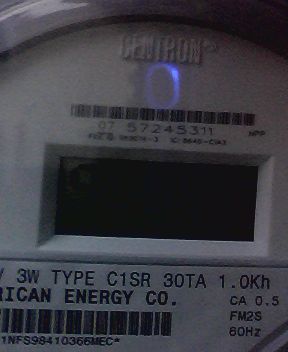 CENTRON
07 57245311
3W TYPE C1SR 30TA 1.0Kh
RICAN ENERGY CO.
CA 0.5
FM2S
60Hz
1NFS98410366MEC*